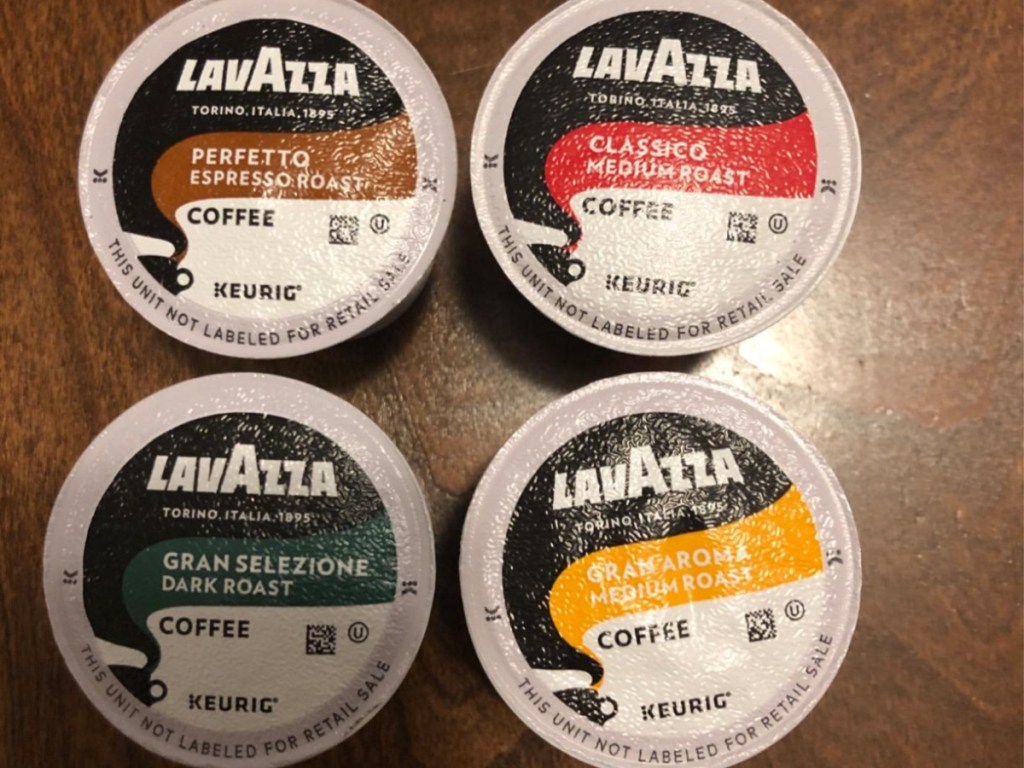 LAVAZZA
TORINO, ITALIA, 1895
PERFETTO
ESPRESSO ROAST
COFFEE
U
KEURIG®
THIS UNIT NOT LABELED FOR RETAIL SALE
LAVAZZA
TORINO, ITALIA, 1895
CLASSICO
MEDIUM ROAST
COFFEE
U
KEURIG®
THIS UNIT NOT LABELED FOR RETAIL SALE
LAVAZZA
TORINO, ITALIA, 1895
GRAN SELEZIONE
DARK ROAST
COFFEE
U
KEURIG®
THIS UNIT NOT LABELED FOR RETAIL SALE
LAVAZZA
TORINO, ITALIA, 1895
GRAN AROMA
MEDIUM ROAST
COFFEE
U
KEURIG®
THIS UNIT NOT LABELED FOR RETAIL SALE